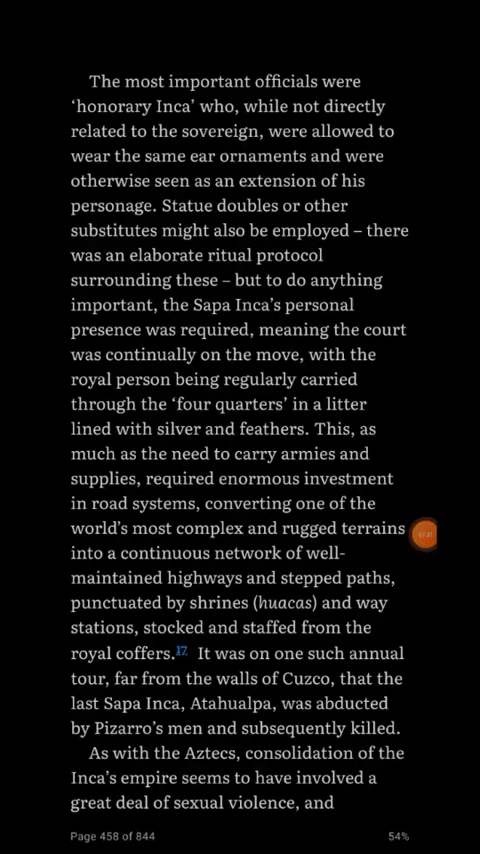 The most important officials were
‘honorary Inca’ who, while not directly
related to the sovereign, were allowed to
wear the same ear ornaments and were
otherwise seen as an extension of his
personage. Statue doubles or other
substitutes might also be employed – there
was an elaborate ritual protocol
surrounding these – but to do anything
important, the Sapa Inca’s personal
presence was required, meaning the court
was continually on the move, with the
royal person being regularly carried
through the ‘four quarters’ in a litter
lined with silver and feathers. This, as
much as the need to carry armies and
supplies, required enormous investment
in road systems, converting one of the
world’s most complex and rugged terrains
into a continuous network of well-
maintained highways and stepped paths,
punctuated by shrines (huacas) and way
stations, stocked and staffed from the
royal coffers.17 It was on one such annual
tour, far from the walls of Cuzco, that the
last Sapa Inca, Atahualpa, was abducted
by Pizarro’s men and subsequently killed.
As with the Aztecs, consolidation of the
Inca’s empire seems to have involved a
great deal of sexual violence, and
Page 458 of 844 54%